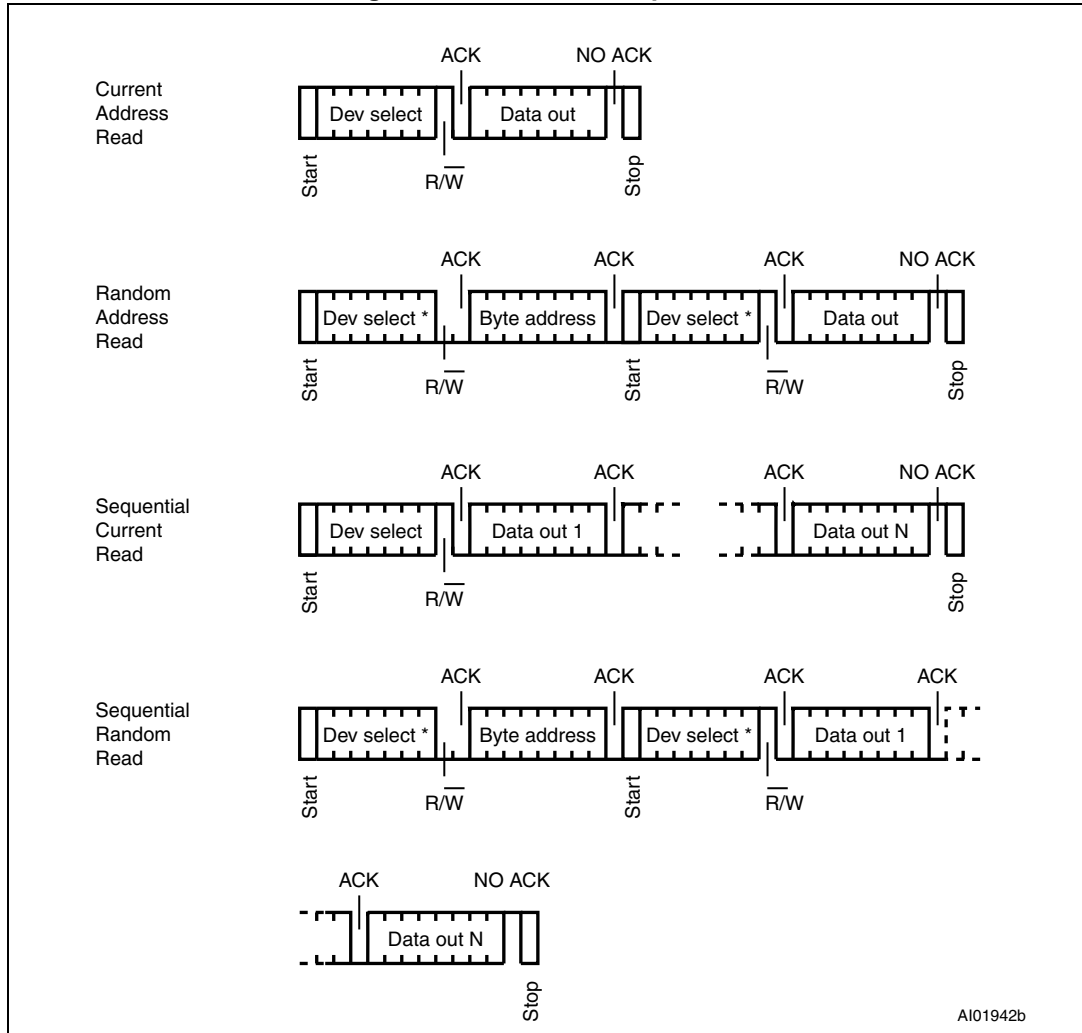 ACK NO ACK
Current
Address
Read
Dev select Data out
Start R/W̅ Stop
ACK ACK ACK NO ACK
Random
Address
Read
Dev select * Byte address Dev select * Data out
Start R/W̅ Start R̅/W Stop
ACK ACK ACK NO ACK
Sequential
Current
Read
Dev select Data out 1 Data out N
Start R/W̅ Stop
ACK ACK ACK ACK
Sequential
Random
Read
Dev select * Byte address Dev select * Data out 1
Start R/W̅ Start R̅/W
ACK NO ACK
Data out N
Stop
AI01942b